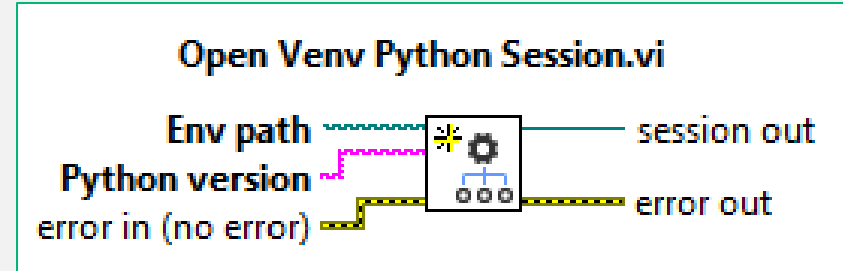 Open Venv Python Session.vi
Env path
session out
Python version
error in (no error)
error out